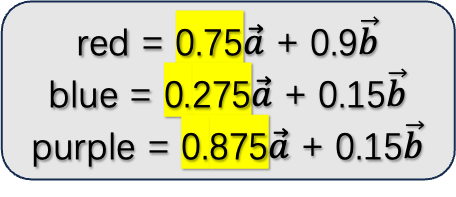 red = 0.75a⃗ + 0.9b⃗
blue = 0.275a⃗ + 0.15b⃗
purple = 0.875a⃗ + 0.15b⃗